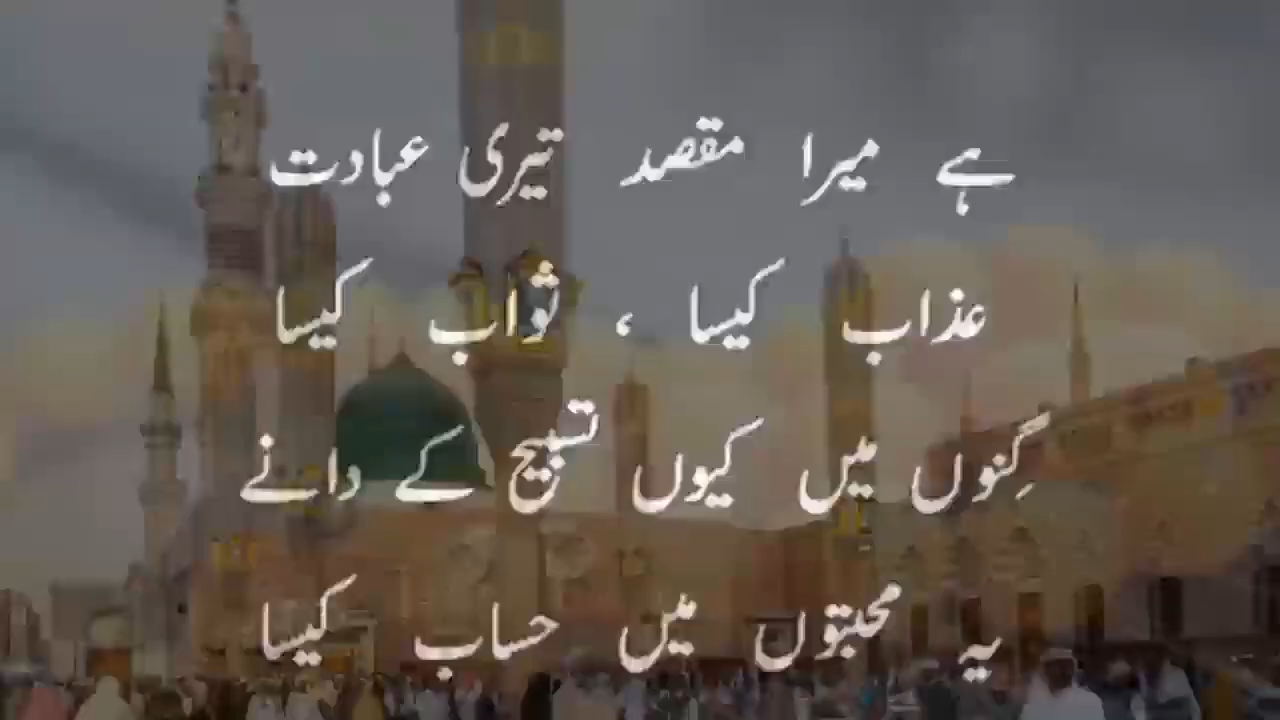 ہے میرا مقصد تیری عبادت
عذاب کیسا ، ثواب کیسا
گِنوں میں کیوں تسبیح کے دانے
یہ محبتوں میں حساب کیسا